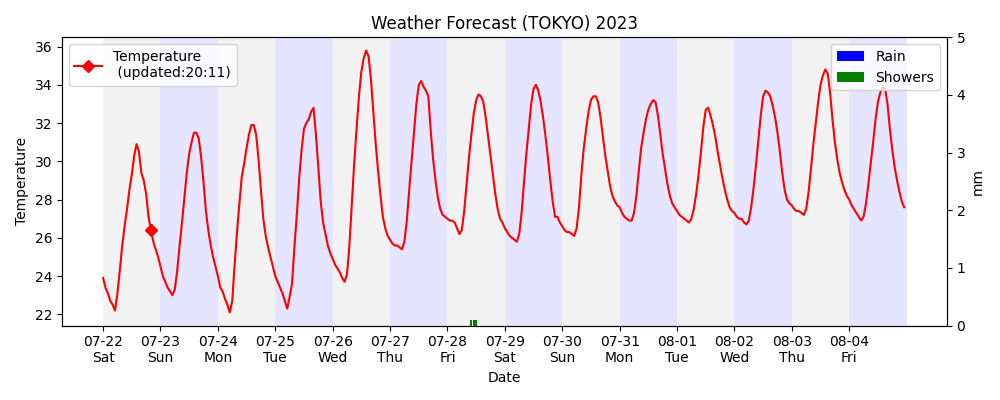 Weather Forecast (TOKYO) 2023
Temperature
(updated:20:11)
Rain
Showers
36
34
32
30
28
26
24
22
Temperature
5
4
3
2
1
0
mm
07-22 07-23 07-24 07-25 07-26 07-27 07-28 07-29 07-30 07-31 08-01 08-02 08-03 08-04
Sat Sun Mon Tue Wed Thu Fri Sat Sun Mon Tue Wed Thu Fri
Date